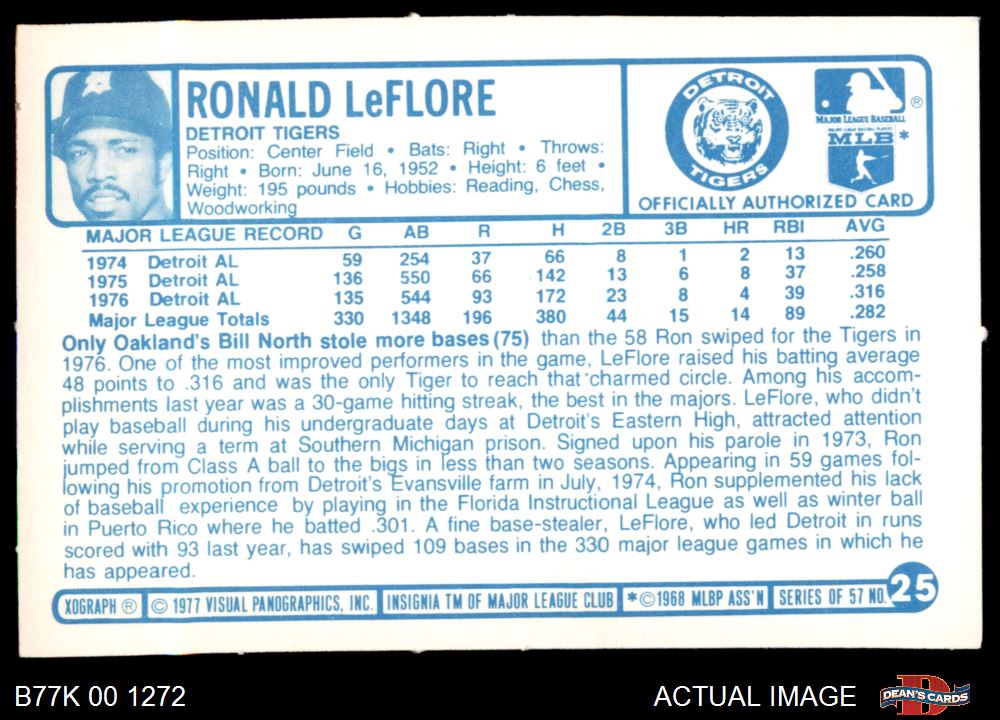 RONALD LeFLORE
DETROIT TIGERS
Position: Center Field • Bats: Right • Throws:
Right • Born: June 16, 1952 • Height: 6 feet •
Weight: 195 pounds • Hobbies: Reading, Chess,
Woodworking
DETROIT
TIGERS
MAJOR LEAGUE BASEBALL ®
MAJOR LEAGUE BASEBALL PLAYERS
MLB *
OFFICIALLY AUTHORIZED CARD
MAJOR LEAGUE RECORD G AB R H 2B 3B HR RBI AVG
1974 Detroit AL 59 254 37 66 8 1 2 13 .260
1975 Detroit AL 136 550 66 142 13 6 8 37 .258
1976 Detroit AL 135 544 93 172 23 8 4 39 .316
Major League Totals 330 1348 196 380 44 15 14 89 .282
Only Oakland's Bill North stole more bases (75) than the 58 Ron swiped for the Tigers in
1976. One of the most improved performers in the game, LeFlore raised his batting average
48 points to .316 and was the only Tiger to reach that charmed circle. Among his accom-
plishments last year was a 30-game hitting streak, the best in the majors. LeFlore, who didn't
play baseball during his undergraduate days at Detroit's Eastern High, attracted attention
while serving a term at Southern Michigan prison. Signed upon his parole in 1973, Ron
jumped from Class A ball to the bigs in less than two seasons. Appearing in 59 games fol-
lowing his promotion from Detroit's Evansville farm in July, 1974, Ron supplemented his lack
of baseball experience by playing in the Florida Instructional League as well as winter ball
in Puerto Rico where he batted .301. A fine base-stealer, LeFlore, who led Detroit in runs
scored with 93 last year, has swiped 109 bases in the 330 major league games in which he
has appeared.
XOGRAPH ® © 1977 VISUAL PANOGRAPHICS, INC. INSIGNIA TM OF MAJOR LEAGUE CLUB *©1968 MLBP ASS'N SERIES OF 57 NO. 25
B77K 00 1272
ACTUAL IMAGE
D
DEAN'S CARDS